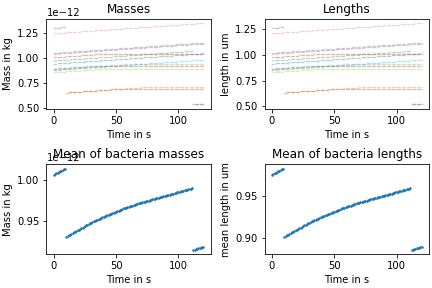 1e−12
Masses
Lengths
1.25
1.00
0.75
0.50
Mass in kg
0
50
100
Time in s
1.25
1.00
0.75
0.50
length in um
0
50
100
Time in s
1e−12
Mean of bacteria masses
Mean of bacteria lengths
1.00
0.95
Mass in kg
0
50
100
Time in s
0.95
0.90
mean length in um
0
50
100
Time in s